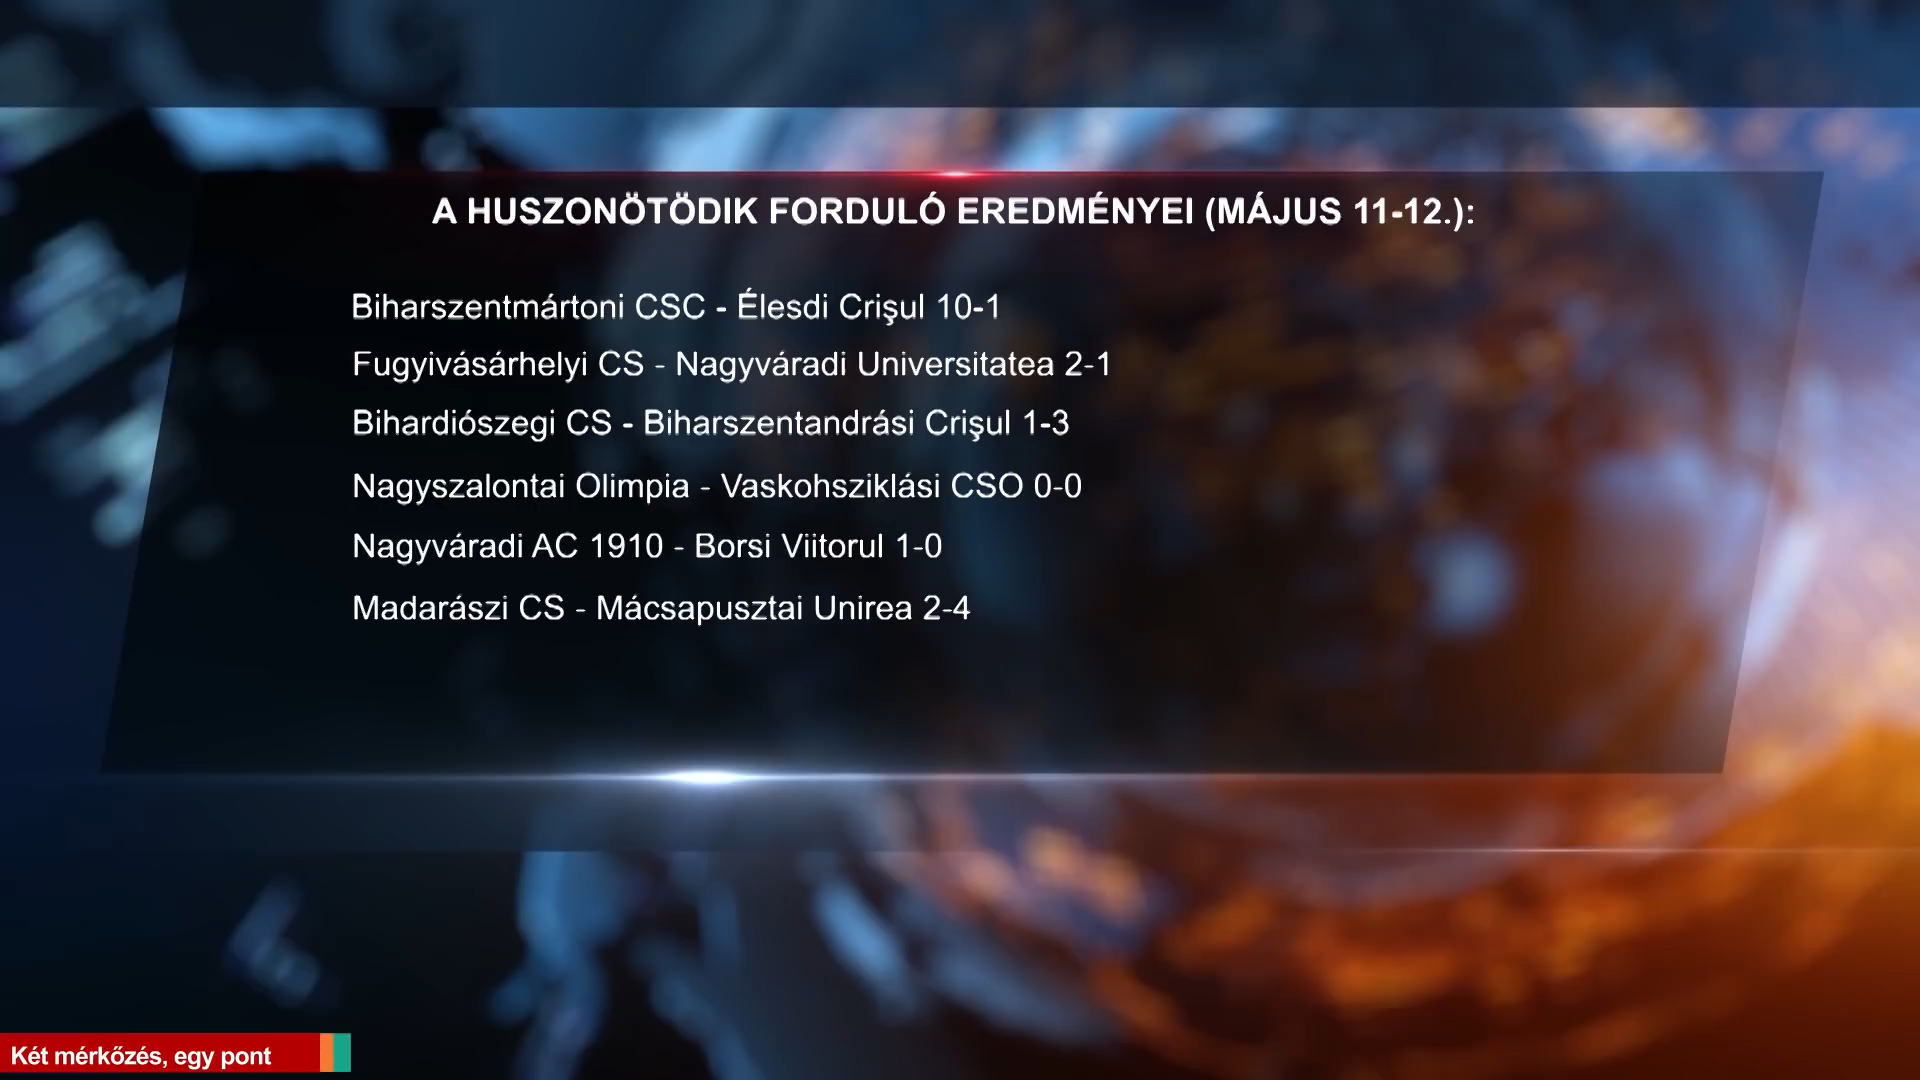 A HUSZONÖTÖDIK FORDULÓ EREDMÉNYEI (MÁJUS 11-12.):
Biharszentmártoni CSC - Élesdi Crişul 10-1
Fugyivásárhelyi CS - Nagyváradi Universitatea 2-1
Bihardiószegi CS - Biharszentandrási Crişul 1-3
Nagyszalontai Olimpia - Vaskohsziklási CSO 0-0
Nagyváradi AC 1910 - Borsi Viitorul 1-0
Madarászi CS - Mácsapusztai Unirea 2-4
Két mérkőzés, egy pont